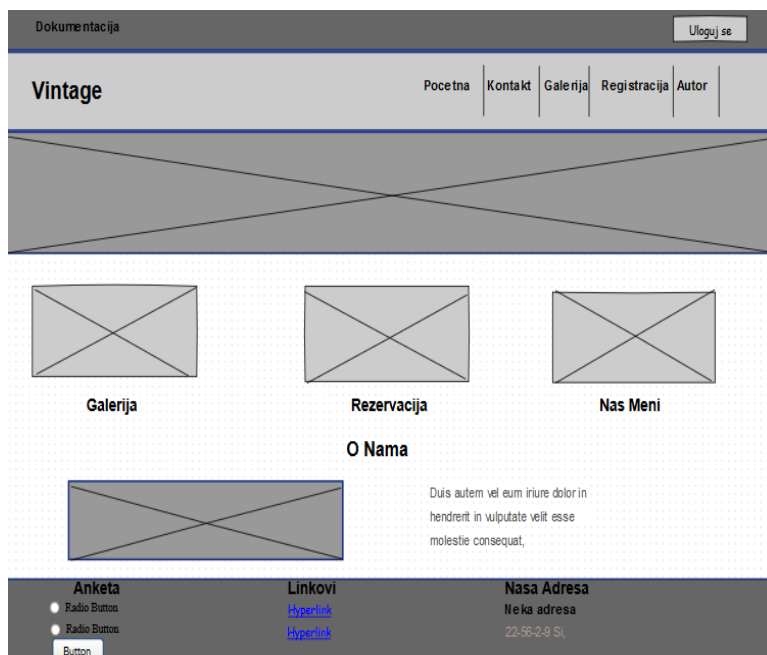 Dokumentacija
Uloguj se
Vintage
Pocetna Kontakt Galerija Registracija Autor
Galerija
Rezervacija
Nas Meni
O Nama
Duis autem vel eum iriure dolor in
hendrerit in vulputate velit esse
molestie consequat,
Anketa
Radio Button
Radio Button
Button
Linkovi
Hyperlink
Hyperlink
Nasa Adresa
Neka adresa
22-56-2-9 Si,